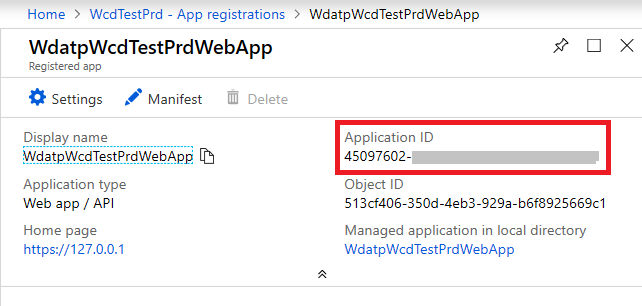 Home > WcdTestPrd - App registrations > WdatpWcdTestPrdWebApp
WdatpWcdTestPrdWebApp
Registered app
Settings Manifest Delete
Display name
WdatpWcdTestPrdWebApp
Application ID
45097602-
Application type
Web app / API
Object ID
513cf406-350d-4eb3-929a-b6f8925669c1
Home page
https://127.0.0.1
Managed application in local directory
WdatpWcdTestPrdWebApp